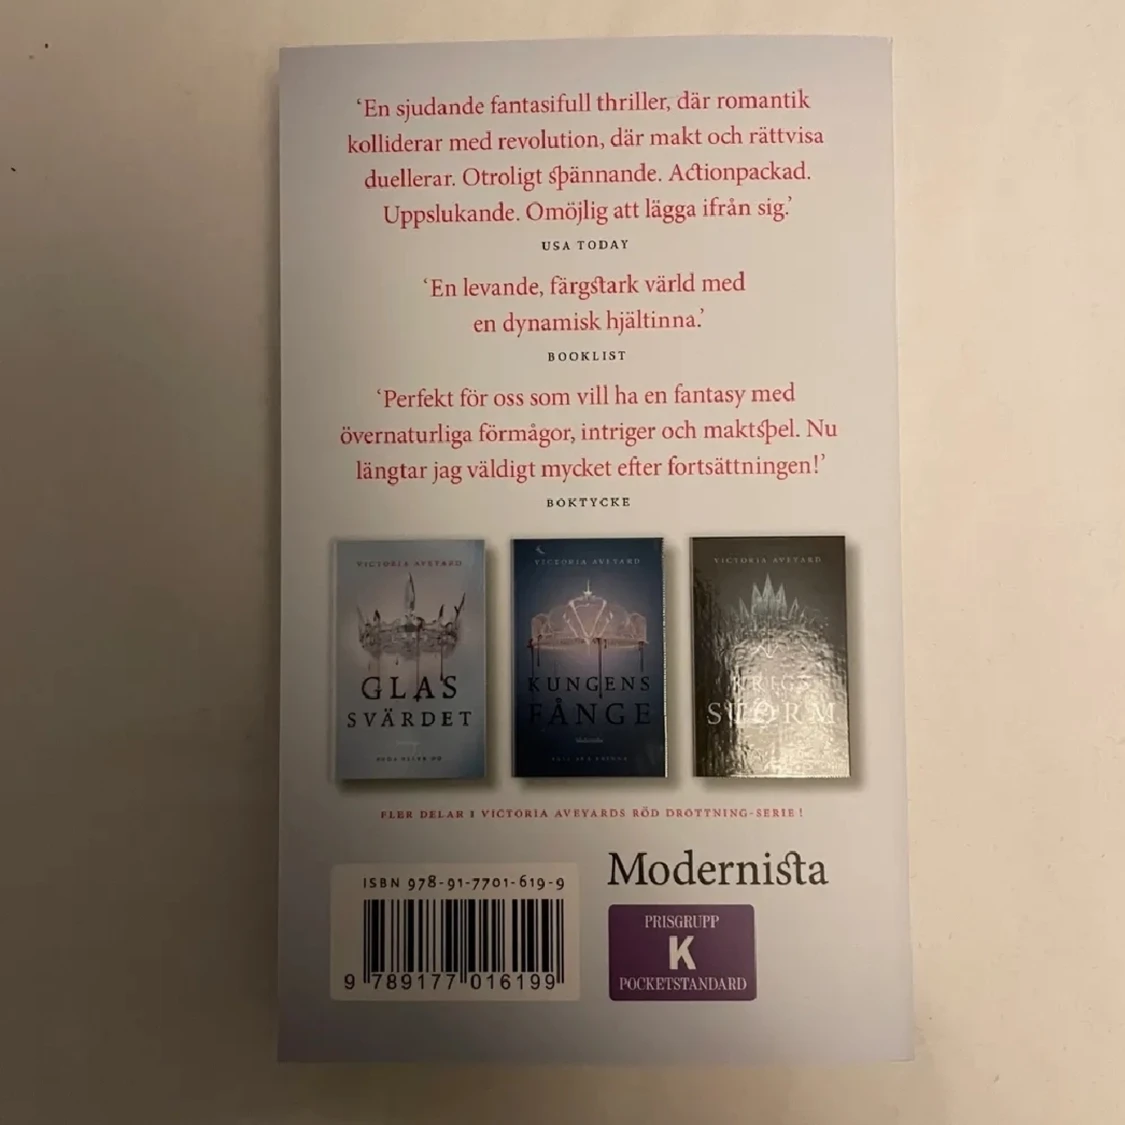 ‘En sjudande fantasifull thriller, där romantik
kolliderar med revolution, där makt och rättvisa
duellerar. Otroligt spännande. Actionpackad.
Uppslukande. Omöjlig att lägga ifrån sig.’
USA TODAY
‘En levande, färgstark värld med
en dynamisk hjältinna.’
BOOKLIST
‘Perfekt för oss som vill ha en fantasy med
övernaturliga förmågor, intriger och maktspel. Nu
längtar jag väldigt mycket efter fortsättningen!’
BOKTYCKE
VICTORIA AVEYARD
GLAS
SVÄRDET
VICTORIA AVEYARD
KUNGENS
FÅNGE
VICTORIA AVEYARD
KRIGS
STORM
FLER DELAR I VICTORIA AVEYARDS RÖD DROTTNING-SERIE!
Modernista
ISBN 978-91-7701-619-9
9 789177 016199
PRISGRUPP
K
POCKETSTANDARD